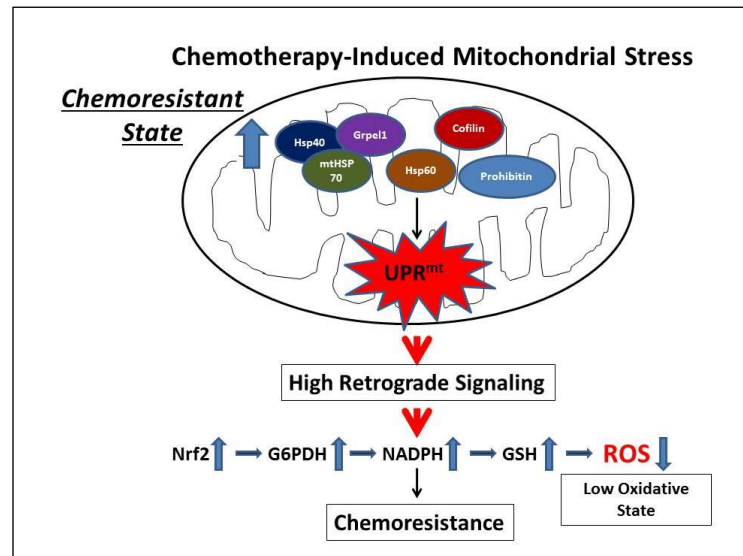 Chemotherapy-Induced Mitochondrial Stress
Chemoresistant
State
Hsp40
Grpel1
Cofilin
mtHSP
70
Hsp60
Prohibitin
UPRmt
High Retrograde Signaling
Nrf2 G6PDH NADPH GSH ROS
Low Oxidative
State
Chemoresistance